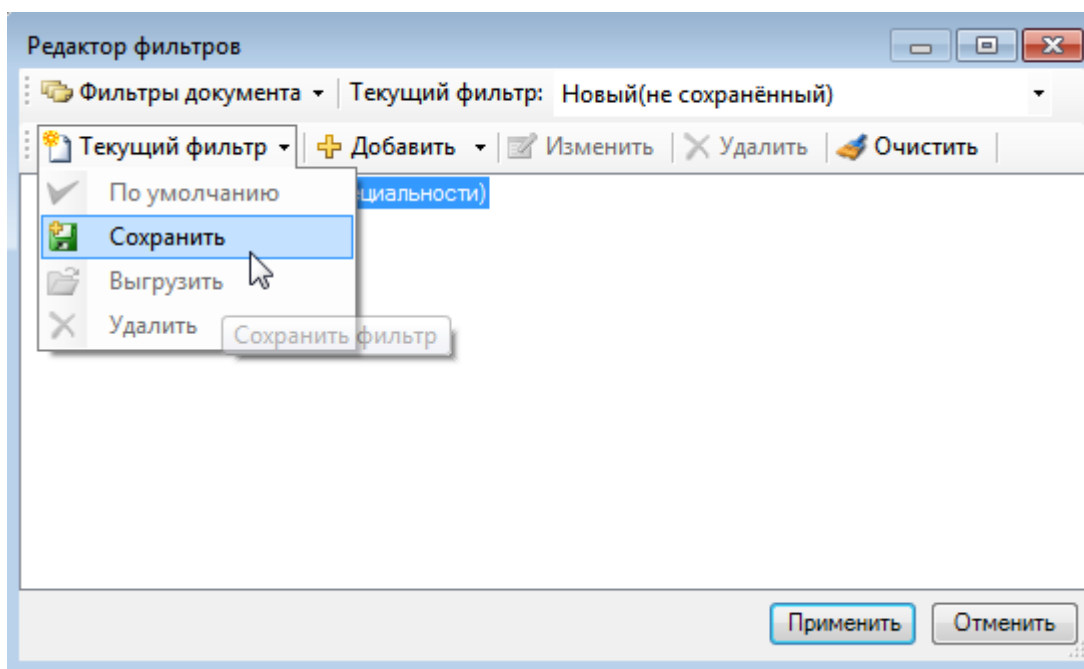 Редактор фильтров
Фильтры документа Текущий фильтр: Новый(не сохранённый)
Текущий фильтр Добавить Изменить Удалить Очистить
По умолчанию
Сохранить
Выгрузить
Удалить
Сохранить фильтр
Применить Отменить